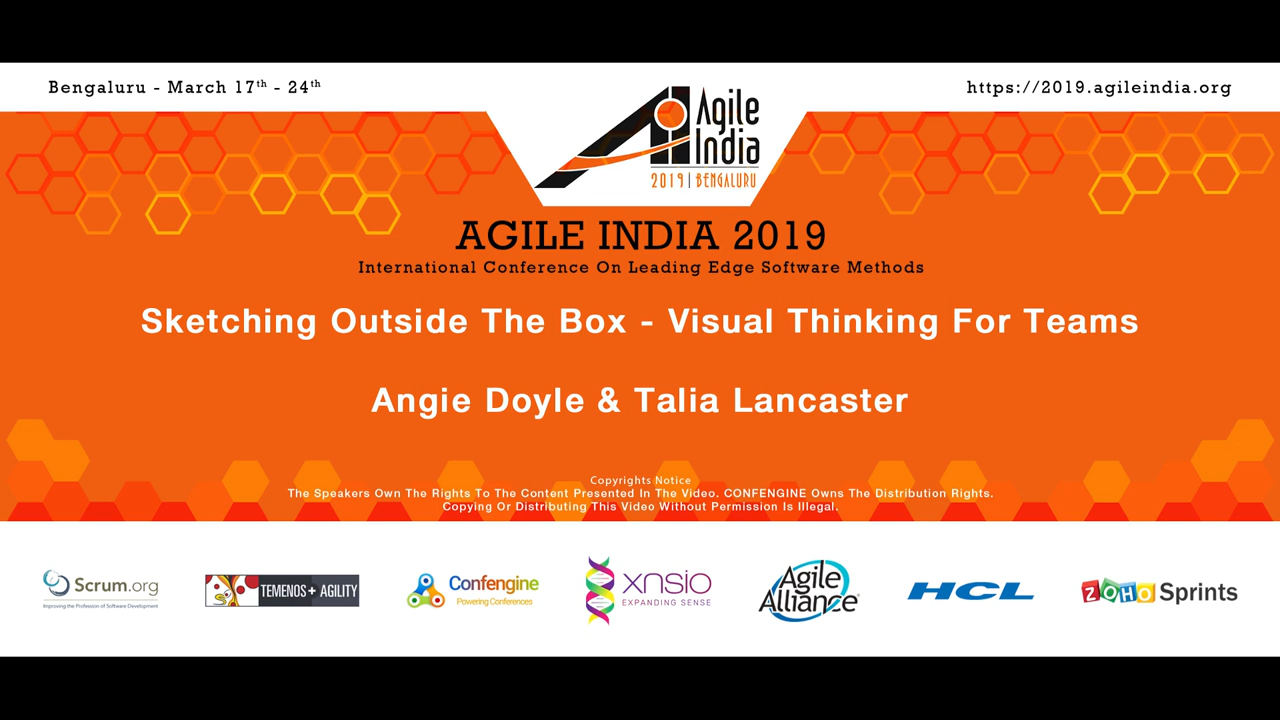 Bengaluru - March 17th - 24th
https://2019.agileindia.org
Agile
India
2019 | BENGALURU
AGILE INDIA 2019
International Conference On Leading Edge Software Methods
Sketching Outside The Box - Visual Thinking For Teams
Angie Doyle & Talia Lancaster
Copyrights Notice
The Speakers Own The Rights To The Content Presented In The Video. CONFENGINE Owns The Distribution Rights.
Copying Or Distributing This Video Without Permission Is Illegal.
Scrum.org
Improving the Profession of Software Development
TEMENOS+AGILITY
Confengine
Powering Conferences
xnsio
EXPANDING SENSE
Agile
Alliance®
HCL
ZOHO Sprints